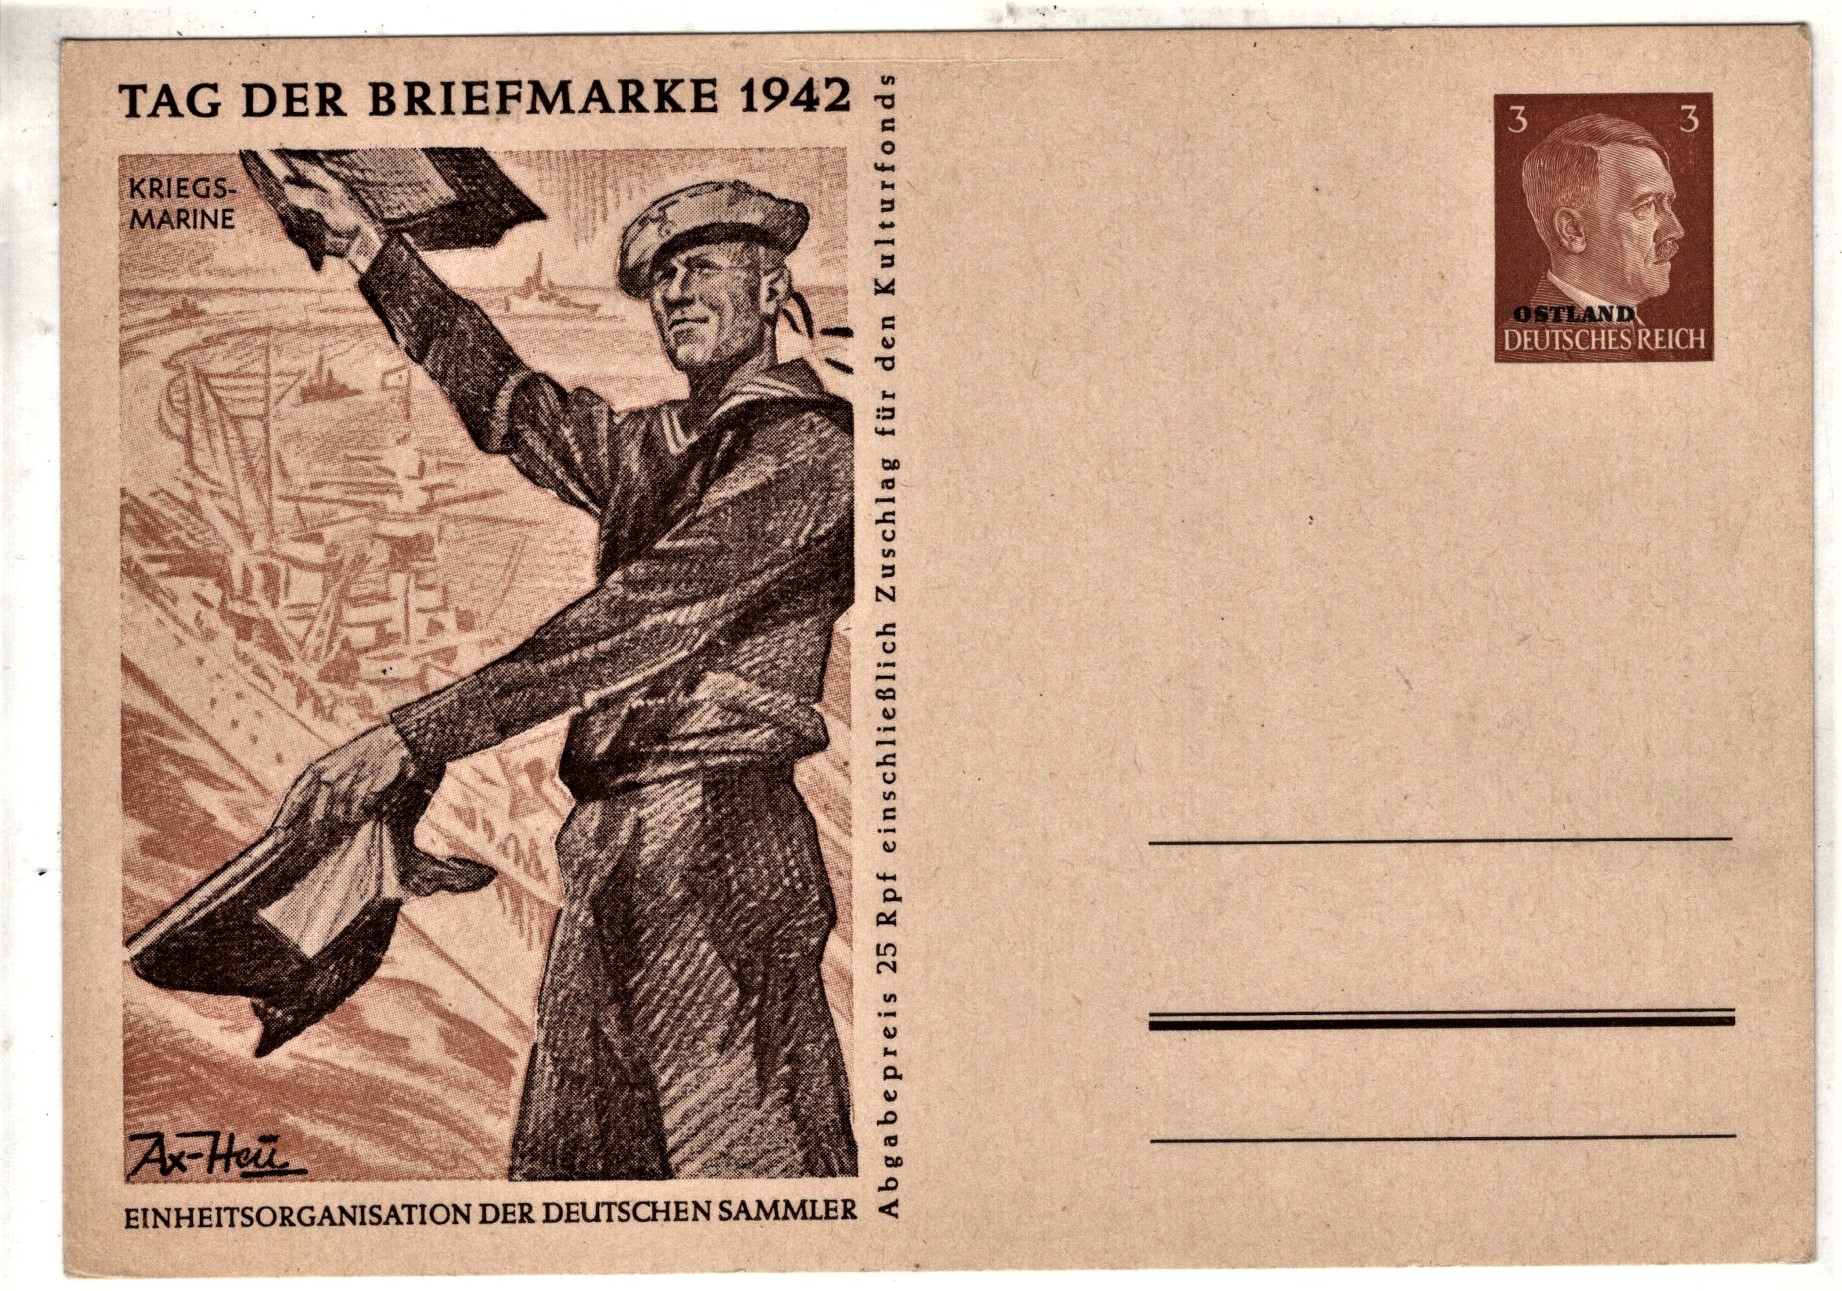 TAG DER BRIEFMARKE 1942
KRIEGS-
MARINE
Ax-Heu
EINHEITSORGANISATION DER DEUTSCHEN SAMMLER
Abgabepreis 25 Rpf einschließlich Zuschlag für den Kulturfonds
3 3
OSTLAND
DEUTSCHES REICH